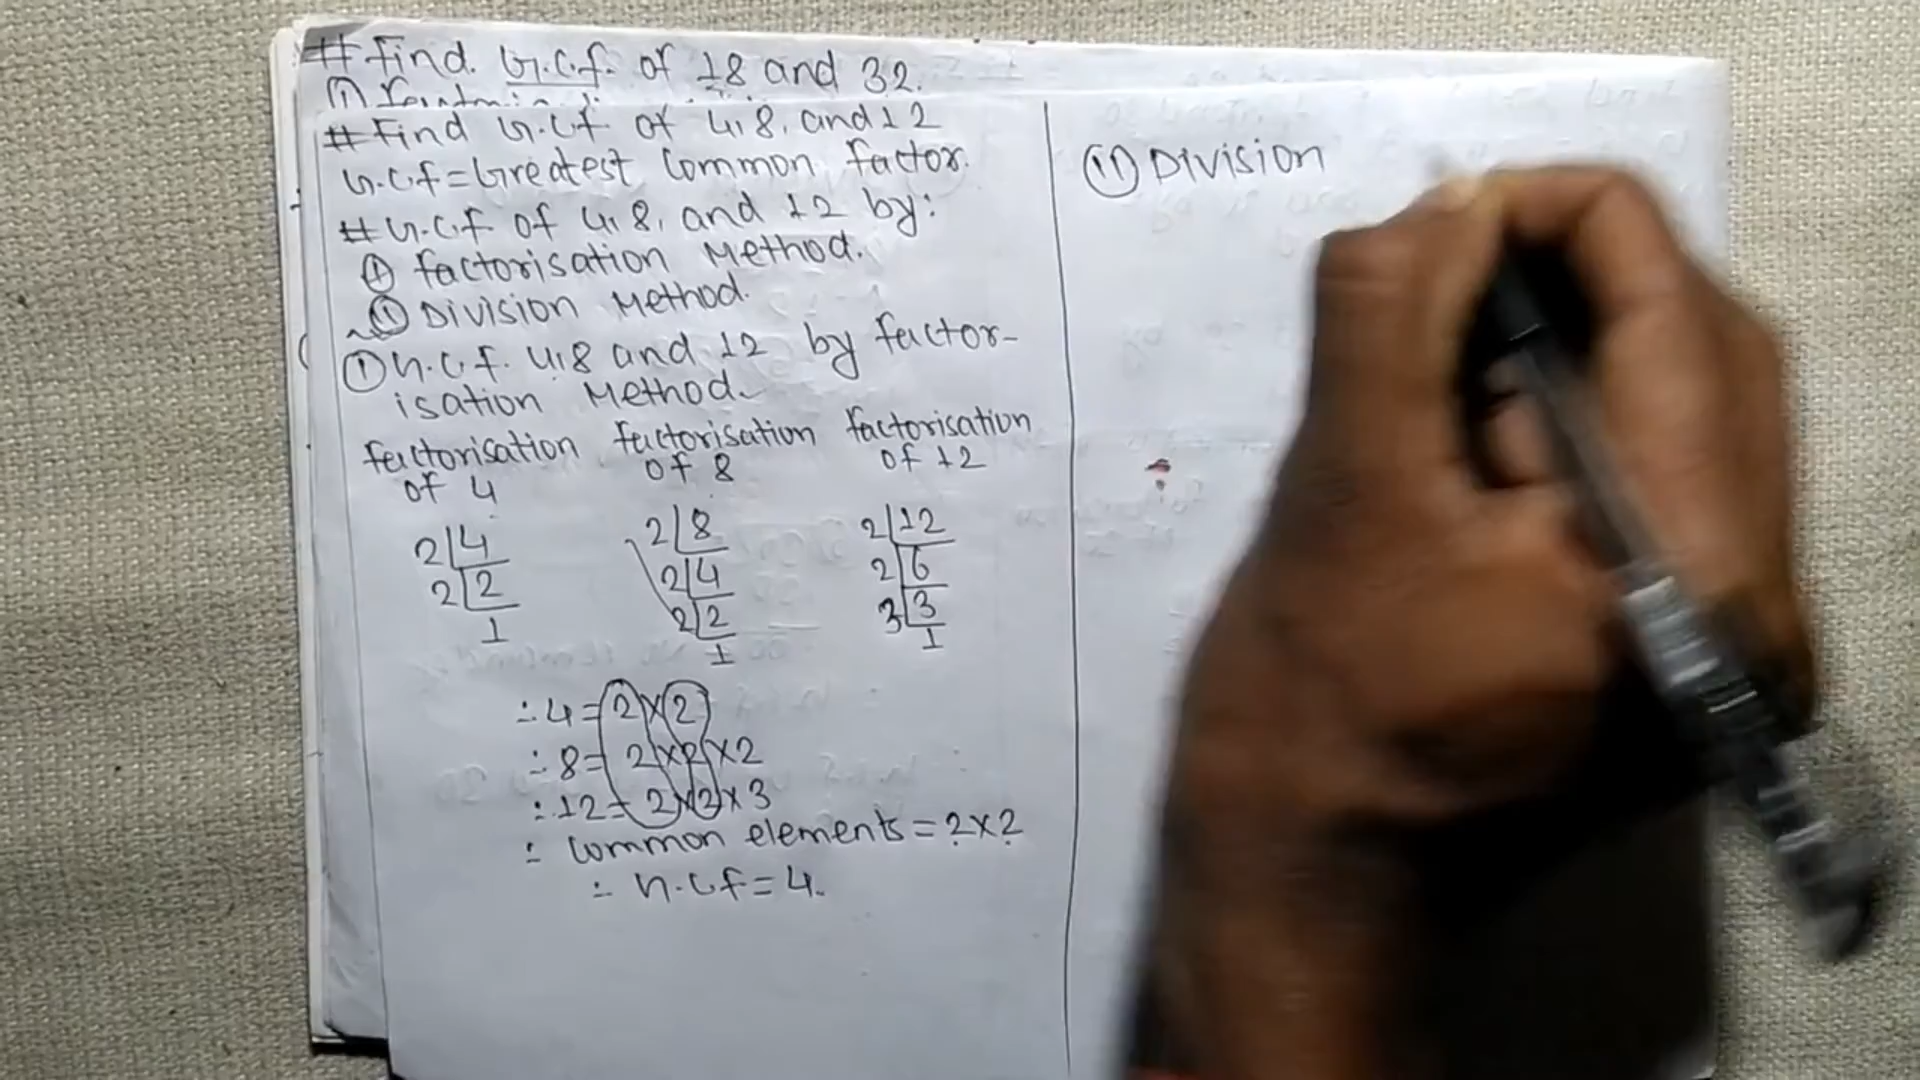 # Find G.C.f. of 18 and 32.
# Find G.C.f of 4,8, and 12
G.C.f = Greatest Common factor.
# G.C.f of 4,8, and 12 by:
(I) factorisation Method.
(II) Division Method.
(I) G.C.f. 4,8 and 12 by factor-
isation Method.
factorisation of 4
2|4
2|2
1
factorisation of 8
2|8
2|4
2|2
1
factorisation of 12
2|12
2|6
3|3
1
∴ 4 = 2×2
∴ 8 = 2×2×2
∴ 12 = 2×2×3
∴ Common elements = 2×2
∴ G.C.f = 4.
(II) Division